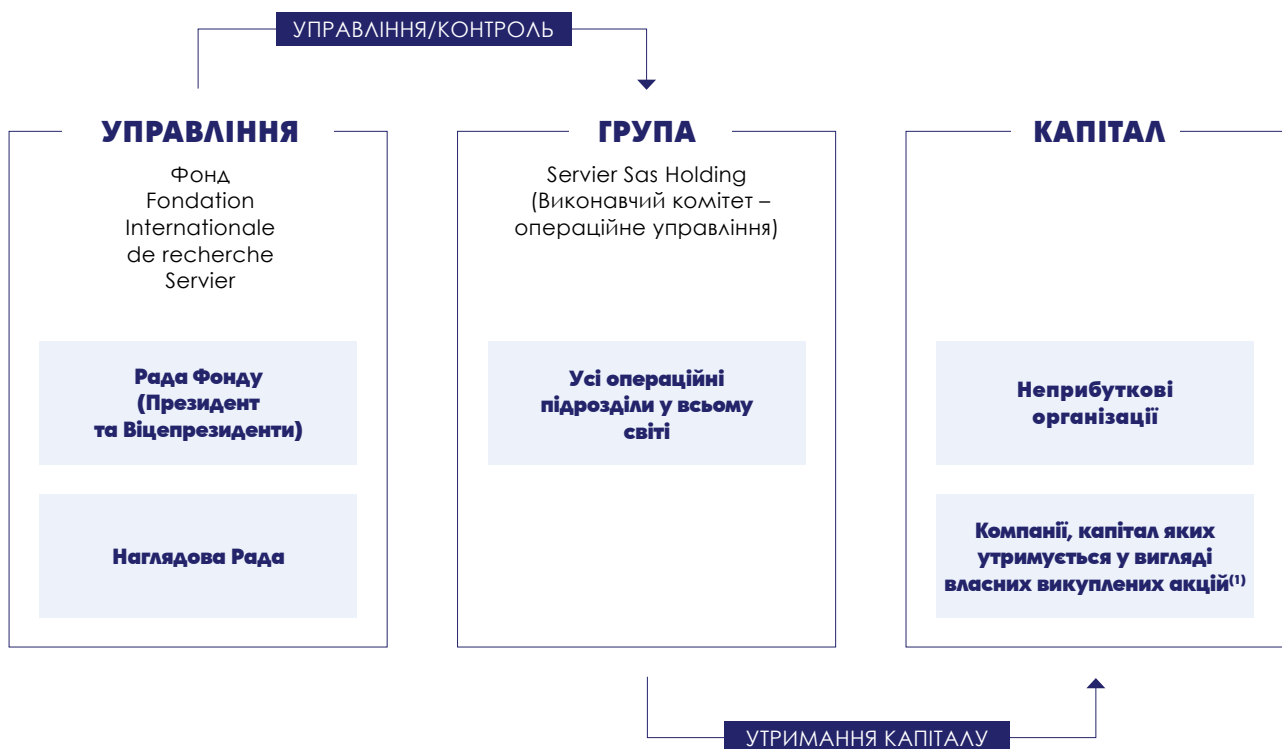 УПРАВЛІННЯ/КОНТРОЛЬ
УПРАВЛІННЯ
Фонд
Fondation
Internationale
de recherche
Servier
Рада Фонду
(Президент
та Віцепрезиденти)
Наглядова Рада
ГРУПА
Servier Sas Holding
(Виконавчий комітет –
операційне управління)
Усі операційні
підрозділи у всьому
світі
КАПІТАЛ
Неприбуткові
організації
Компанії, капітал яких
утримується у вигляді
власних викуплених акцій⁽¹⁾
УТРИМАННЯ КАПІТАЛУ